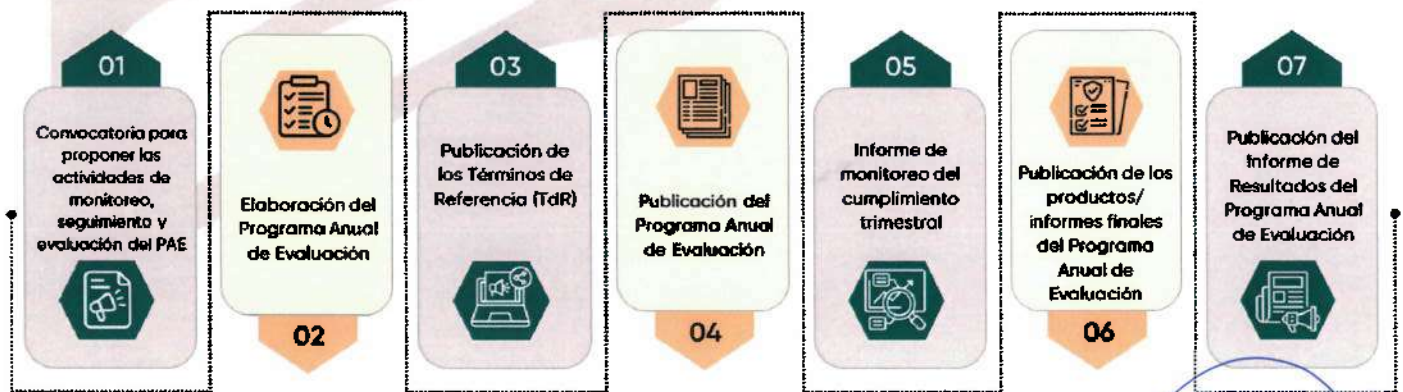 01
Convocatoria para
proponer las
actividades de
monitoreo,
seguimiento y
evaluación del PAE
Elaboración del
Programa Anual
de Evaluación
02
03
Publicación de
los Términos de
Referencia (TdR)
Publicación del
Programa Anual
de Evaluación
04
05
Informe de
monitoreo del
cumplimiento
trimestral
Publicación de los
productos/
informes finales
del Programa
Anual de
Evaluación
06
07
Publicación del
Informe de
Resultados del
Programa Anual
de Evaluación